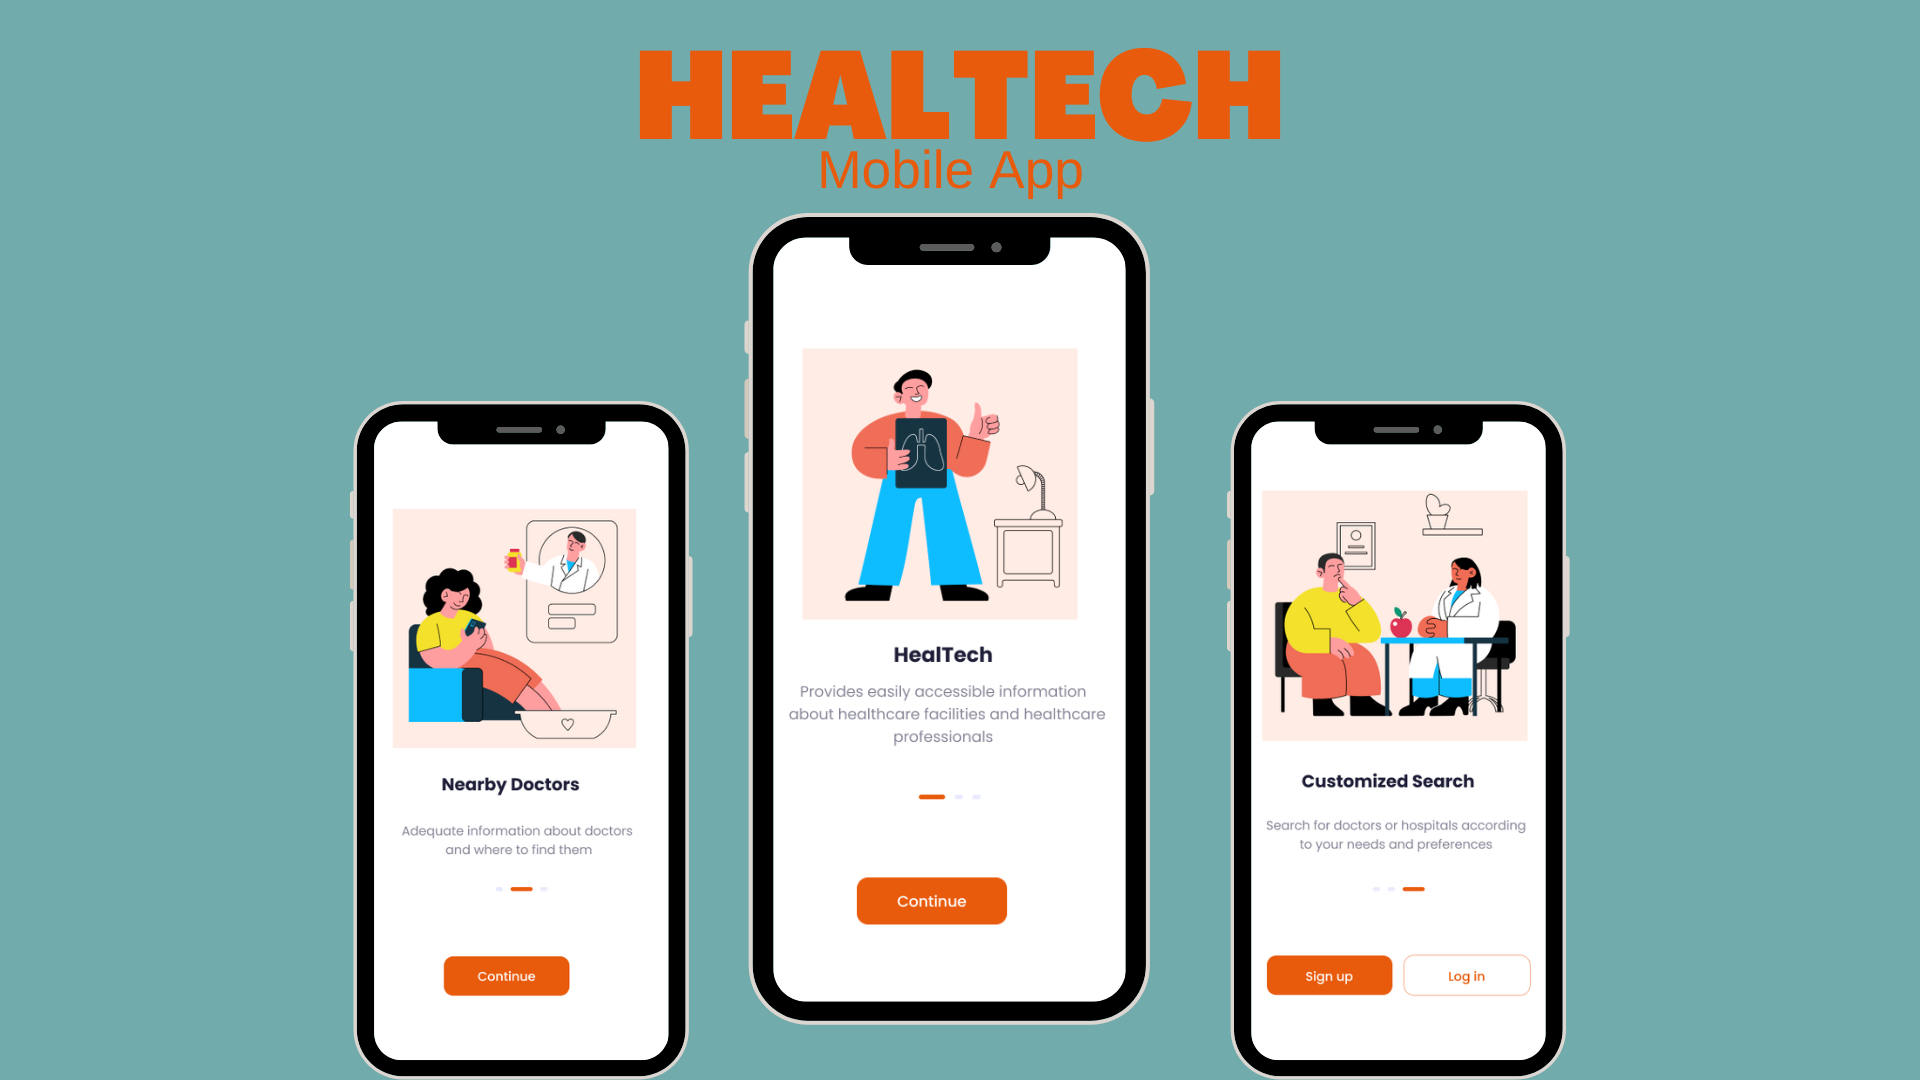 HEALTECH
Mobile App
Nearby Doctors
Adequate information about doctors
and where to find them
Continue
HealTech
Provides easily accessible information
about healthcare facilities and healthcare
professionals
Continue
Customized Search
Search for doctors or hospitals according
to your needs and preferences
Sign up
Log in